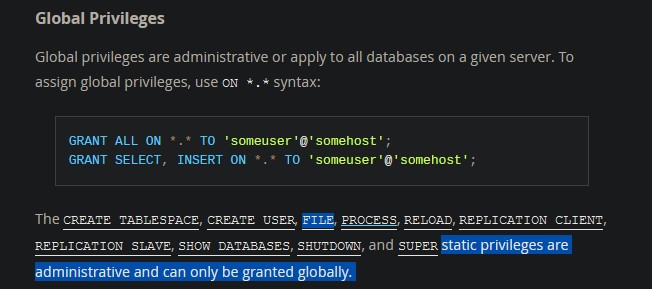 Global Privileges
Global privileges are administrative or apply to all databases on a given server. To
assign global privileges, use ON *.* syntax:
GRANT ALL ON *.* TO 'someuser'@'somehost';
GRANT SELECT, INSERT ON *.* TO 'someuser'@'somehost';
The CREATE TABLESPACE, CREATE USER, FILE, PROCESS, RELOAD, REPLICATION CLIENT,
REPLICATION SLAVE, SHOW DATABASES, SHUTDOWN, and SUPER static privileges are
administrative and can only be granted globally.